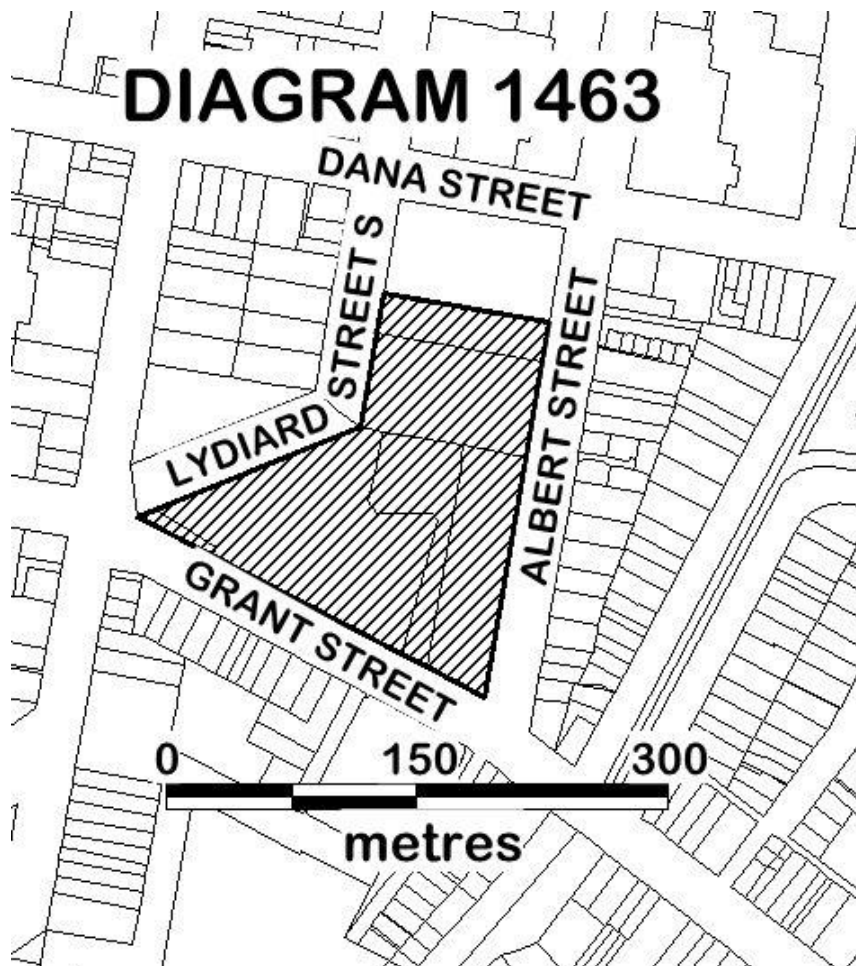 DIAGRAM 1463
DANA STREET
LYDIARD STREET S
ALBERT STREET
GRANT STREET
0 150 300
metres